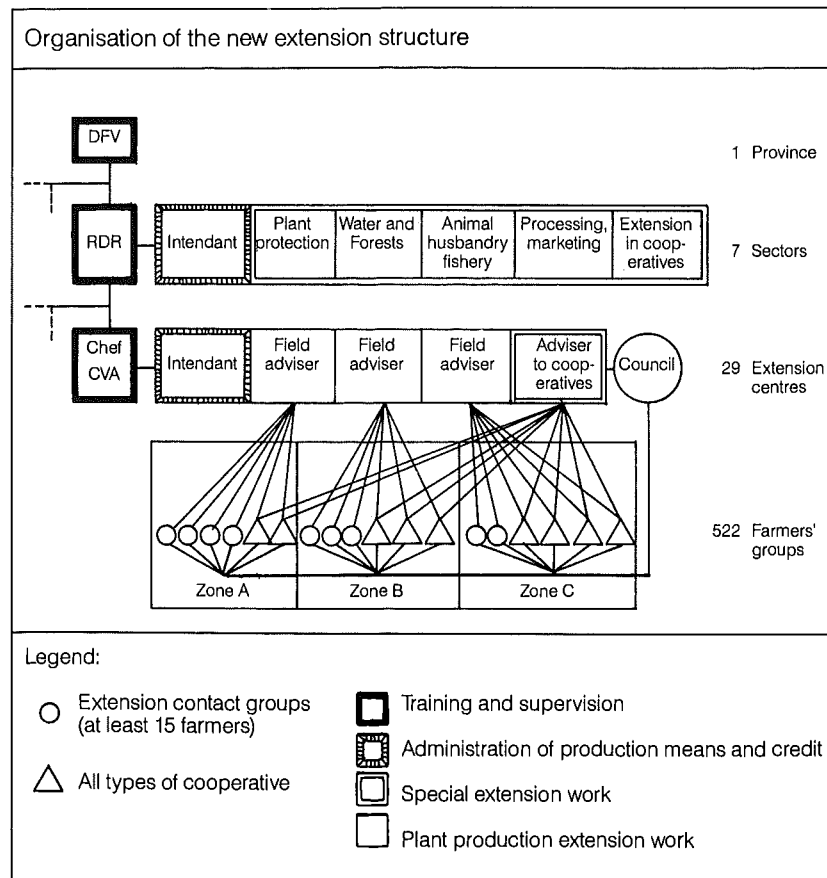 Organisation of the new extension structure
DFV
1 Province
RDR
Intendant
Plant
protection
Water and
Forests
Animal
husbandry
fishery
Processing,
marketing
Extension
in coop-
eratives
7 Sectors
Chef
CVA
Intendant
Field
adviser
Field
adviser
Field
adviser
Adviser
to coop-
eratives
Council
29 Extension
centres
522 Farmers'
groups
Zone A
Zone B
Zone C
Legend:
Extension contact groups
(at least 15 farmers)
All types of cooperative
Training and supervision
Administration of production means and credit
Special extension work
Plant production extension work